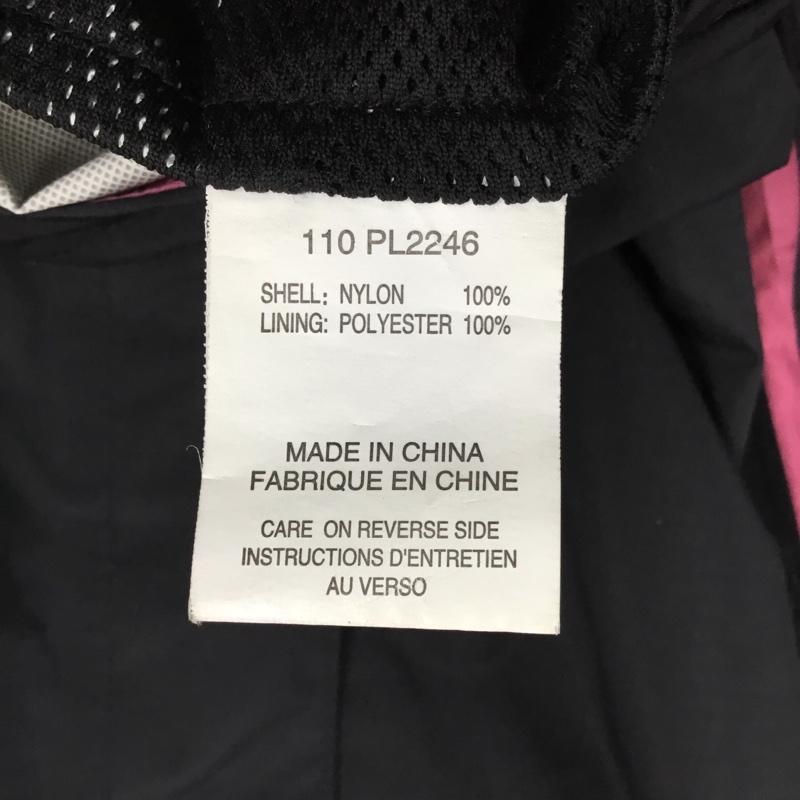 110 PL2246
SHELL: NYLON 100%
LINING: POLYESTER 100%
MADE IN CHINA
FABRIQUE EN CHINE
CARE ON REVERSE SIDE
INSTRUCTIONS D'ENTRETIEN
AU VERSO